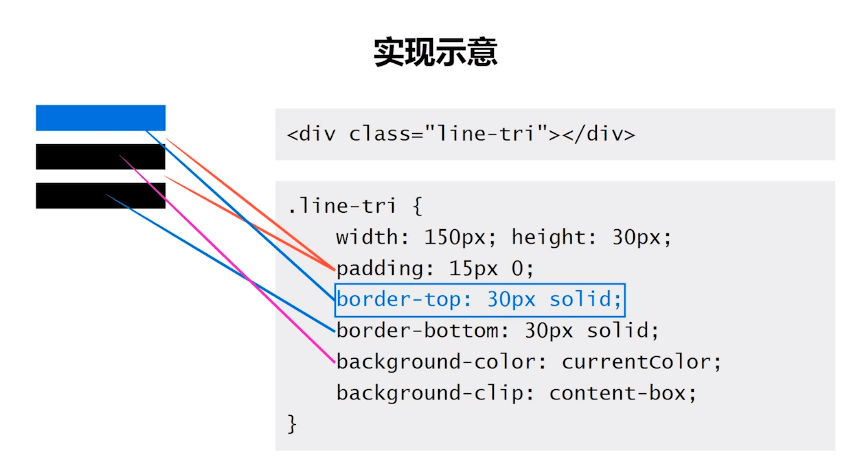 实现示意
<div class="line-tri"></div>
.line-tri {
width: 150px; height: 30px;
padding: 15px 0;
border-top: 30px solid;
border-bottom: 30px solid;
background-color: currentColor;
background-clip: content-box;
}